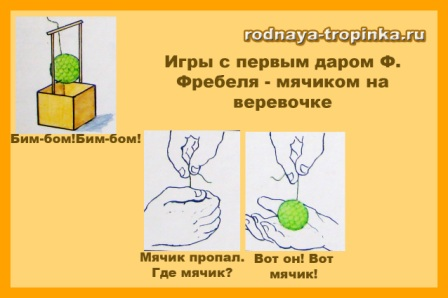 rodnaya-tropinka.ru
Игры с первым даром Ф.
Фребеля - мячиком на
веревочке
Бим-бом!Бим-бом!
Мячик пропал.
Где мячик?
Вот он! Вот
мячик!